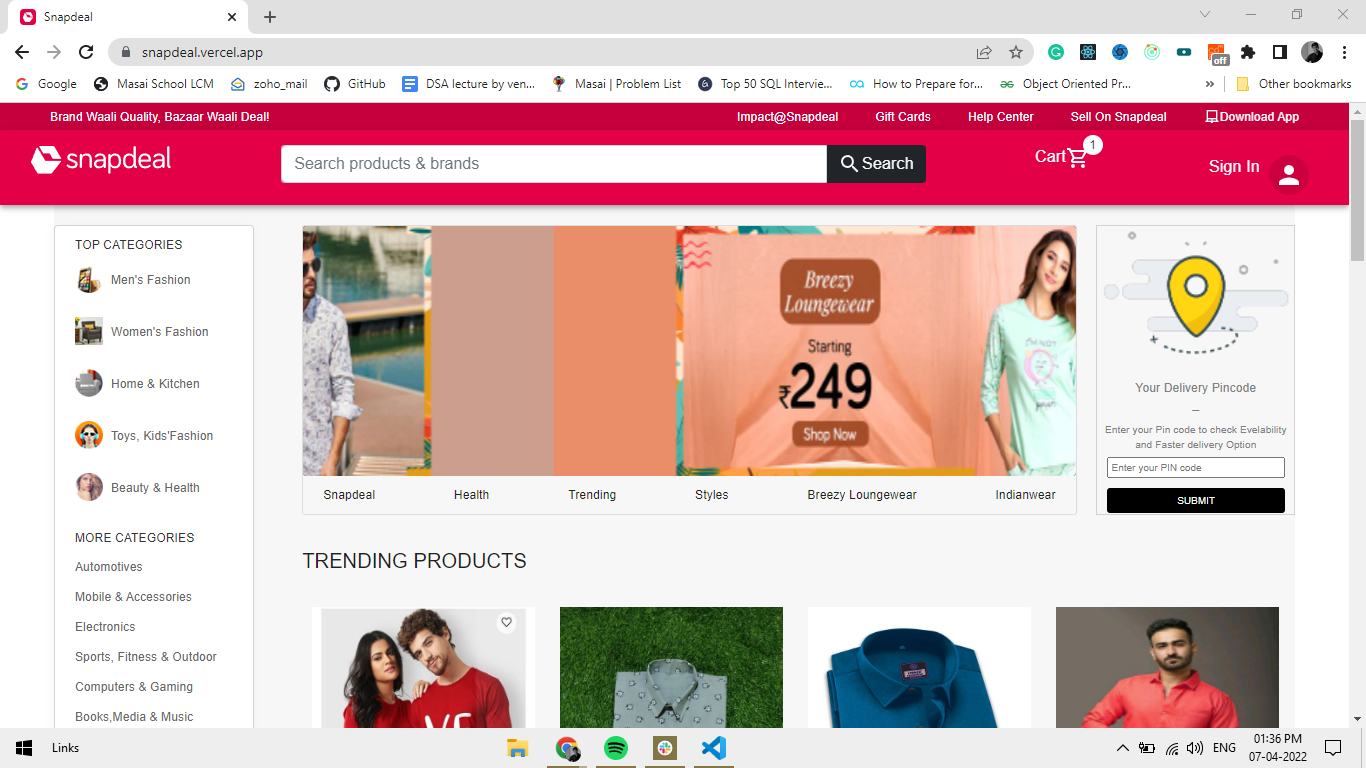 Snapdeal
snapdeal.vercel.app
off
Google
Masai School LCM
zoho_mail
GitHub
DSA lecture by ven...
Masai | Problem List
Top 50 SQL Intervie...
How to Prepare for...
Object Oriented Pr...
»
Other bookmarks
Brand Waali Quality, Bazaar Waali Deal!
Impact@Snapdeal
Gift Cards
Help Center
Sell On Snapdeal
Download App
snapdeal
Search products & brands
Search
Cart
1
Sign In
TOP CATEGORIES
Men's Fashion
Women's Fashion
Home & Kitchen
Toys, Kids'Fashion
Beauty & Health
MORE CATEGORIES
Automotives
Mobile & Accessories
Electronics
Sports, Fitness & Outdoor
Computers & Gaming
Books,Media & Music
Breezy
Loungewear
Starting
₹249
Shop Now
Snapdeal
Health
Trending
Styles
Breezy Loungewear
Indianwear
Your Delivery Pincode
_
Enter your Pin code to check Evelability
and Faster delivery Option
Enter your PIN code
SUBMIT
TRENDING PRODUCTS
Links
ENG
01:36 PM
07-04-2022